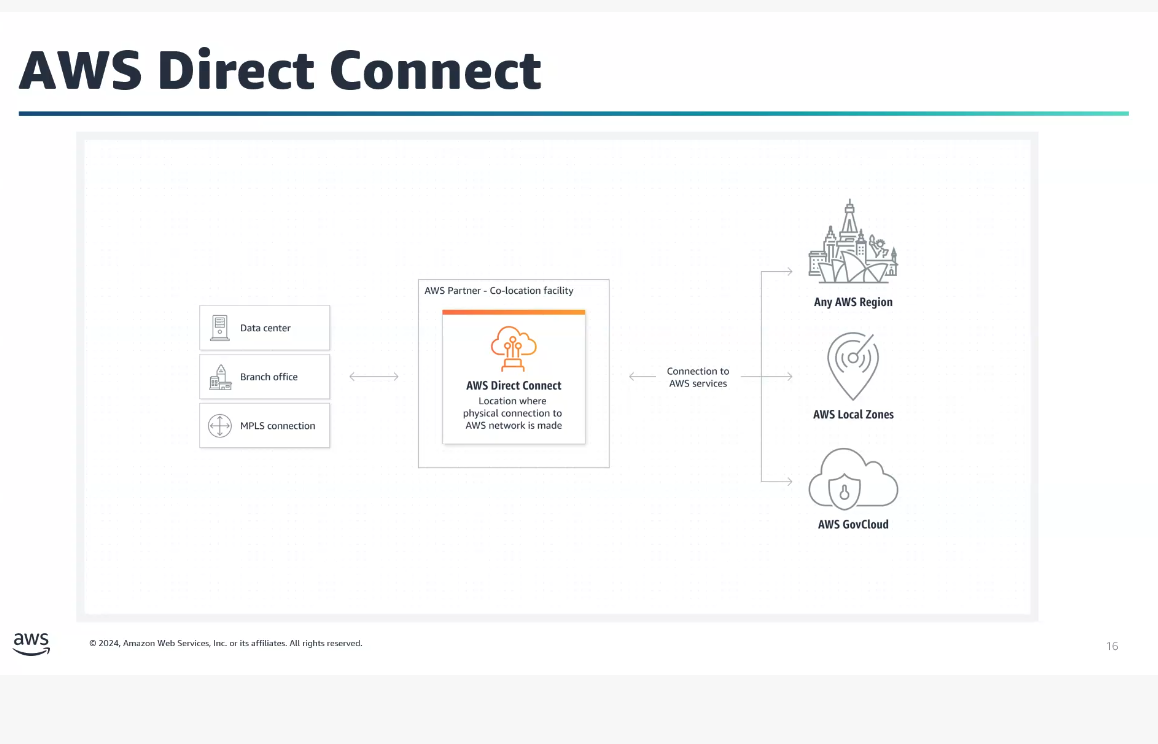 AWS Direct Connect
Data center
Branch office
MPLS connection
AWS Partner - Co-location facility
AWS Direct Connect
Location where
physical connection to
AWS network is made
Connection to
AWS services
Any AWS Region
AWS Local Zones
AWS GovCloud
aws
© 2024, Amazon Web Services, Inc. or its affiliates. All rights reserved.
16